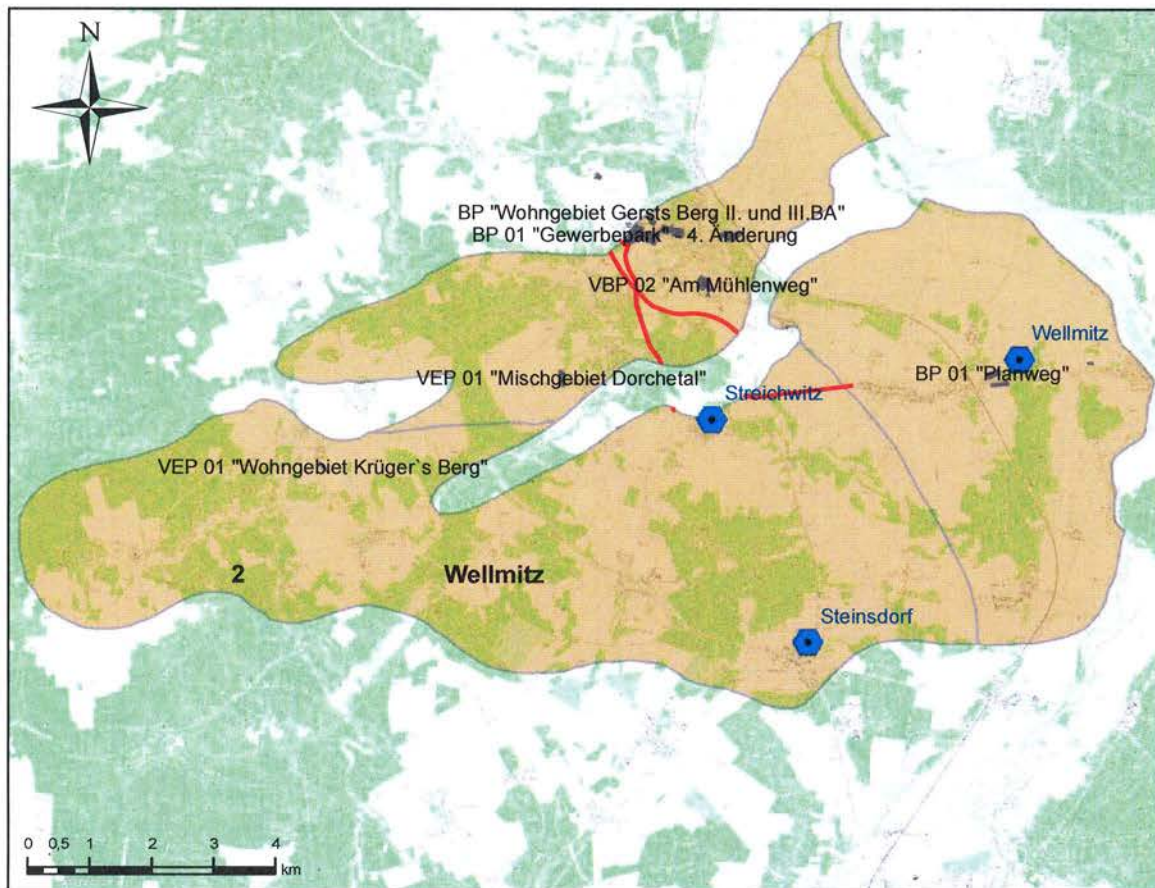 N
BP "Wohngebiet Gersts Berg II. und III.BA"
BP 01 "Gewerbepark" - 4. Änderung
VBP 02 "Am Mühlenweg"
Wellmitz
VEP 01 "Mischgebiet Dorchetal"
BP 01 "Planweg"
Streichwitz
VEP 01 "Wohngebiet Krüger`s Berg"
2
Wellmitz
Steinsdorf
0 0,5 1 2 3 4
km